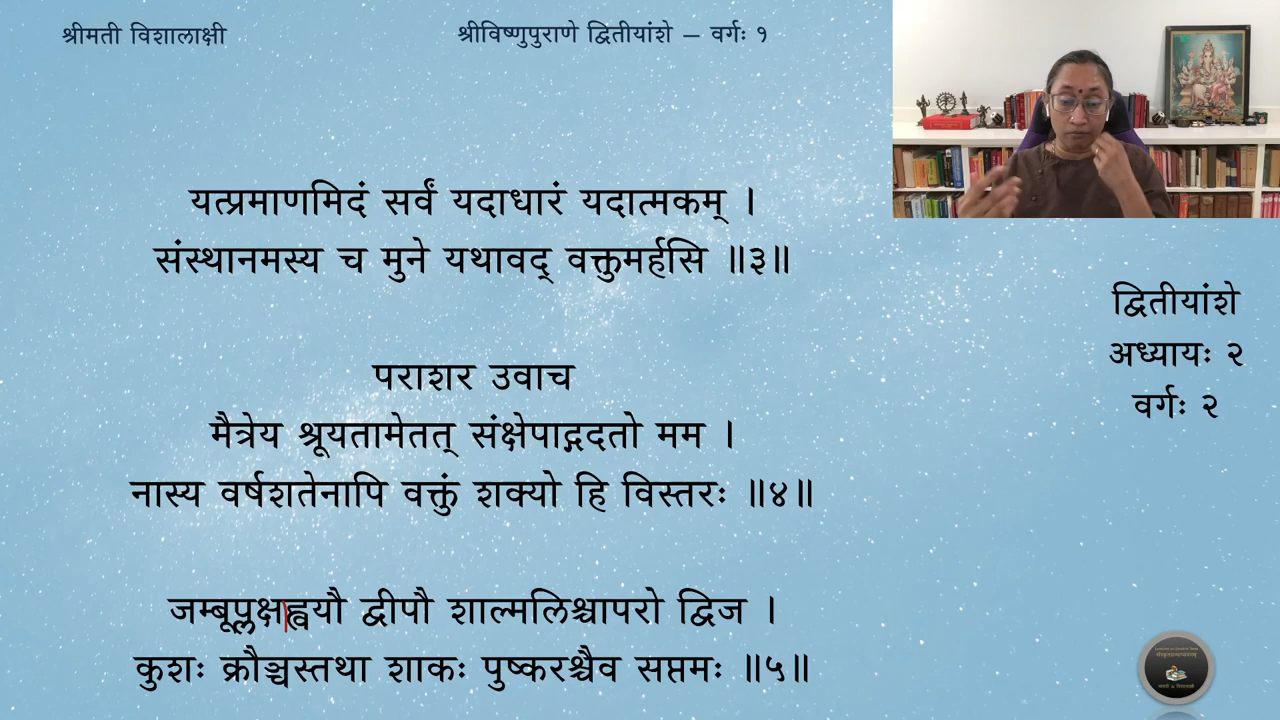 श्रीमती विशालाक्षी
श्रीविष्णुपुराणे द्वितीयांशे – वर्गः १
यत्प्रमाणमिदं सर्वं यदाधारं यदात्मकम् ।
संस्थानमस्य च मुने यथावद् वक्तुमर्हसि ॥३॥
पराशर उवाच
मैत्रेय श्रूयतामेतत् संक्षेपाद्गदतो मम ।
नास्य वर्षशतेनापि वक्तुं शक्यो हि विस्तरः ॥४॥
जम्बूप्लक्षह्वयौ द्वीपौ शाल्मलिश्चापरो द्विज ।
कुशः क्रौञ्चस्तथा शाकः पुष्करश्चैव सप्तमः ॥५॥
द्वितीयांशे
अध्यायः २
वर्गः २